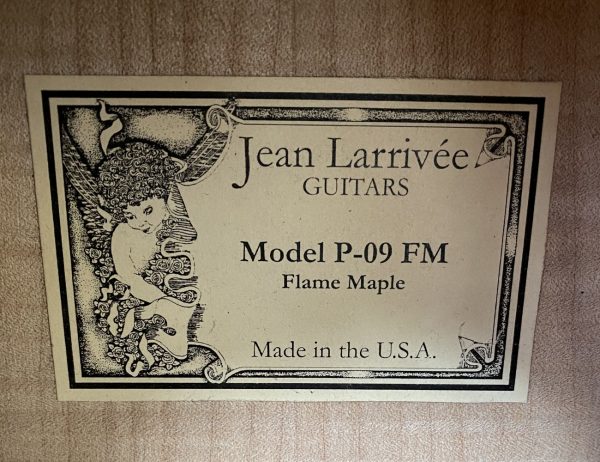 Jean Larrivée
GUITARS
Model P-09 FM
Flame Maple
Made in the U.S.A.